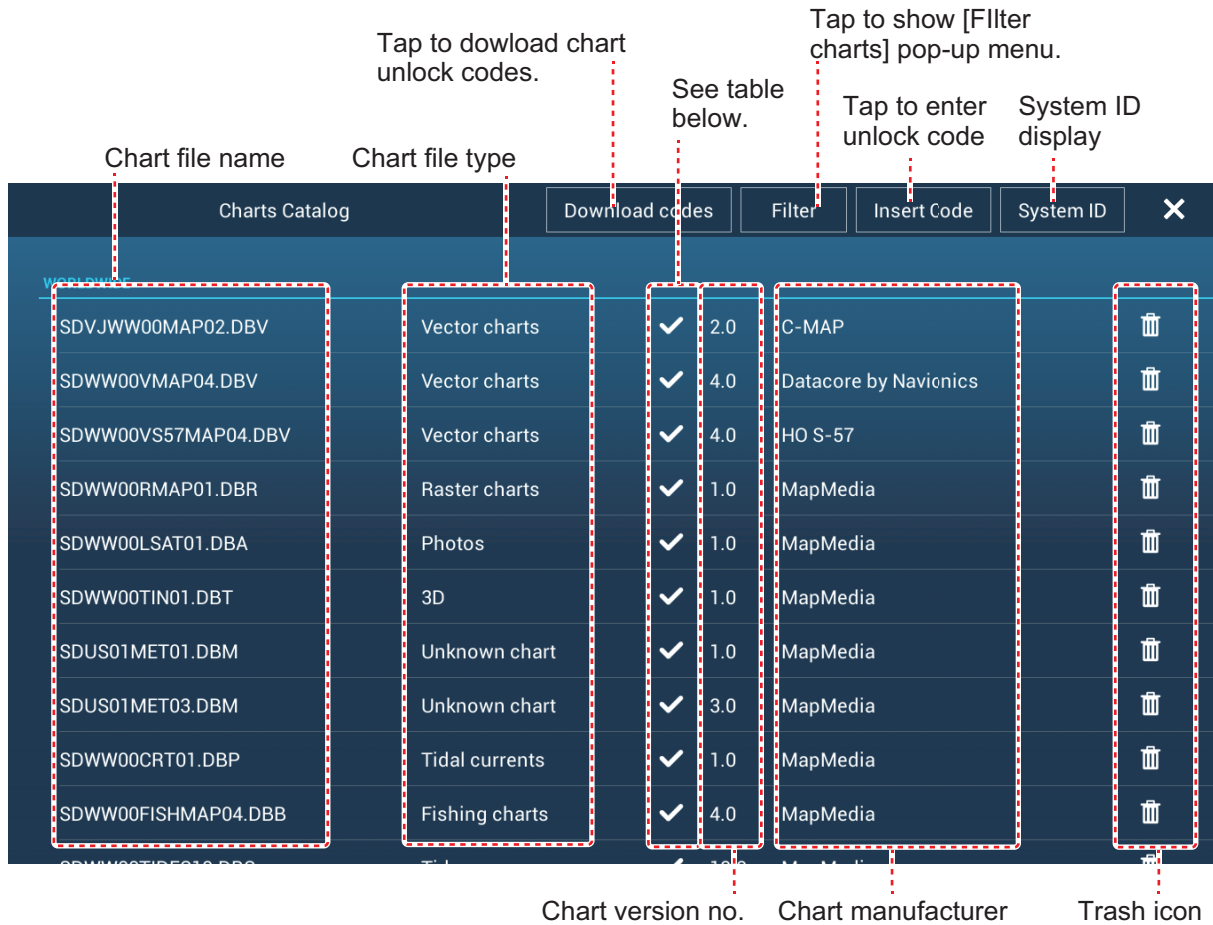 Tap to show [FIlter
charts] pop-up menu.
Tap to dowload chart
unlock codes.
See table
below.
Tap to enter
unlock code
System ID
display
Chart file name
Chart file type
Charts Catalog
Download codes
Filter
Insert Code
System ID
WORLDWIDE
SDVJWW00MAP02.DBV Vector charts 2.0 C-MAP
SDWW00VMAP04.DBV Vector charts 4.0 Datacore by Navionics
SDWW00VS57MAP04.DBV Vector charts 4.0 HO S-57
SDWW00RMAP01.DBR Raster charts 1.0 MapMedia
SDWW00LSAT01.DBA Photos 1.0 MapMedia
SDWW00TIN01.DBT 3D 1.0 MapMedia
SDUS01MET01.DBM Unknown chart 1.0 MapMedia
SDUS01MET03.DBM Unknown chart 3.0 MapMedia
SDWW00CRT01.DBP Tidal currents 1.0 MapMedia
SDWW00FISHMAP04.DBB Fishing charts 4.0 MapMedia
Chart version no.
Chart manufacturer
Trash icon